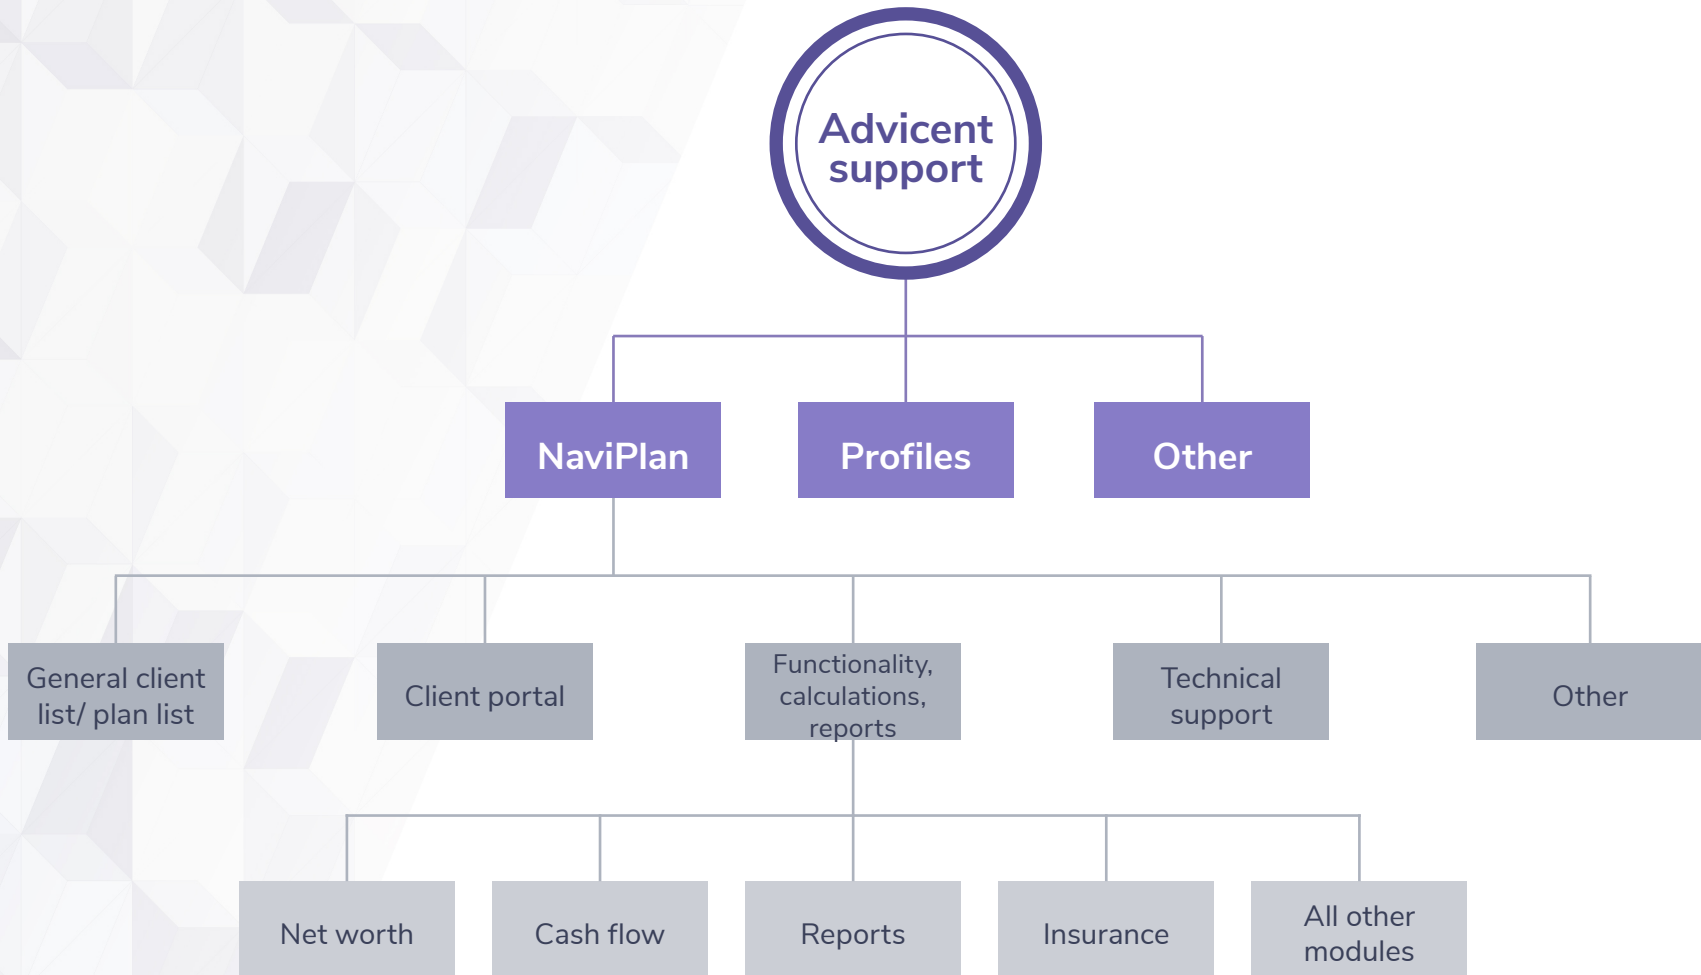 Advicent
support
NaviPlan
Profiles
Other
General client
list/ plan list
Client portal
Functionality,
calculations,
reports
Technical
support
Other
Net worth
Cash flow
Reports
Insurance
All other
modules